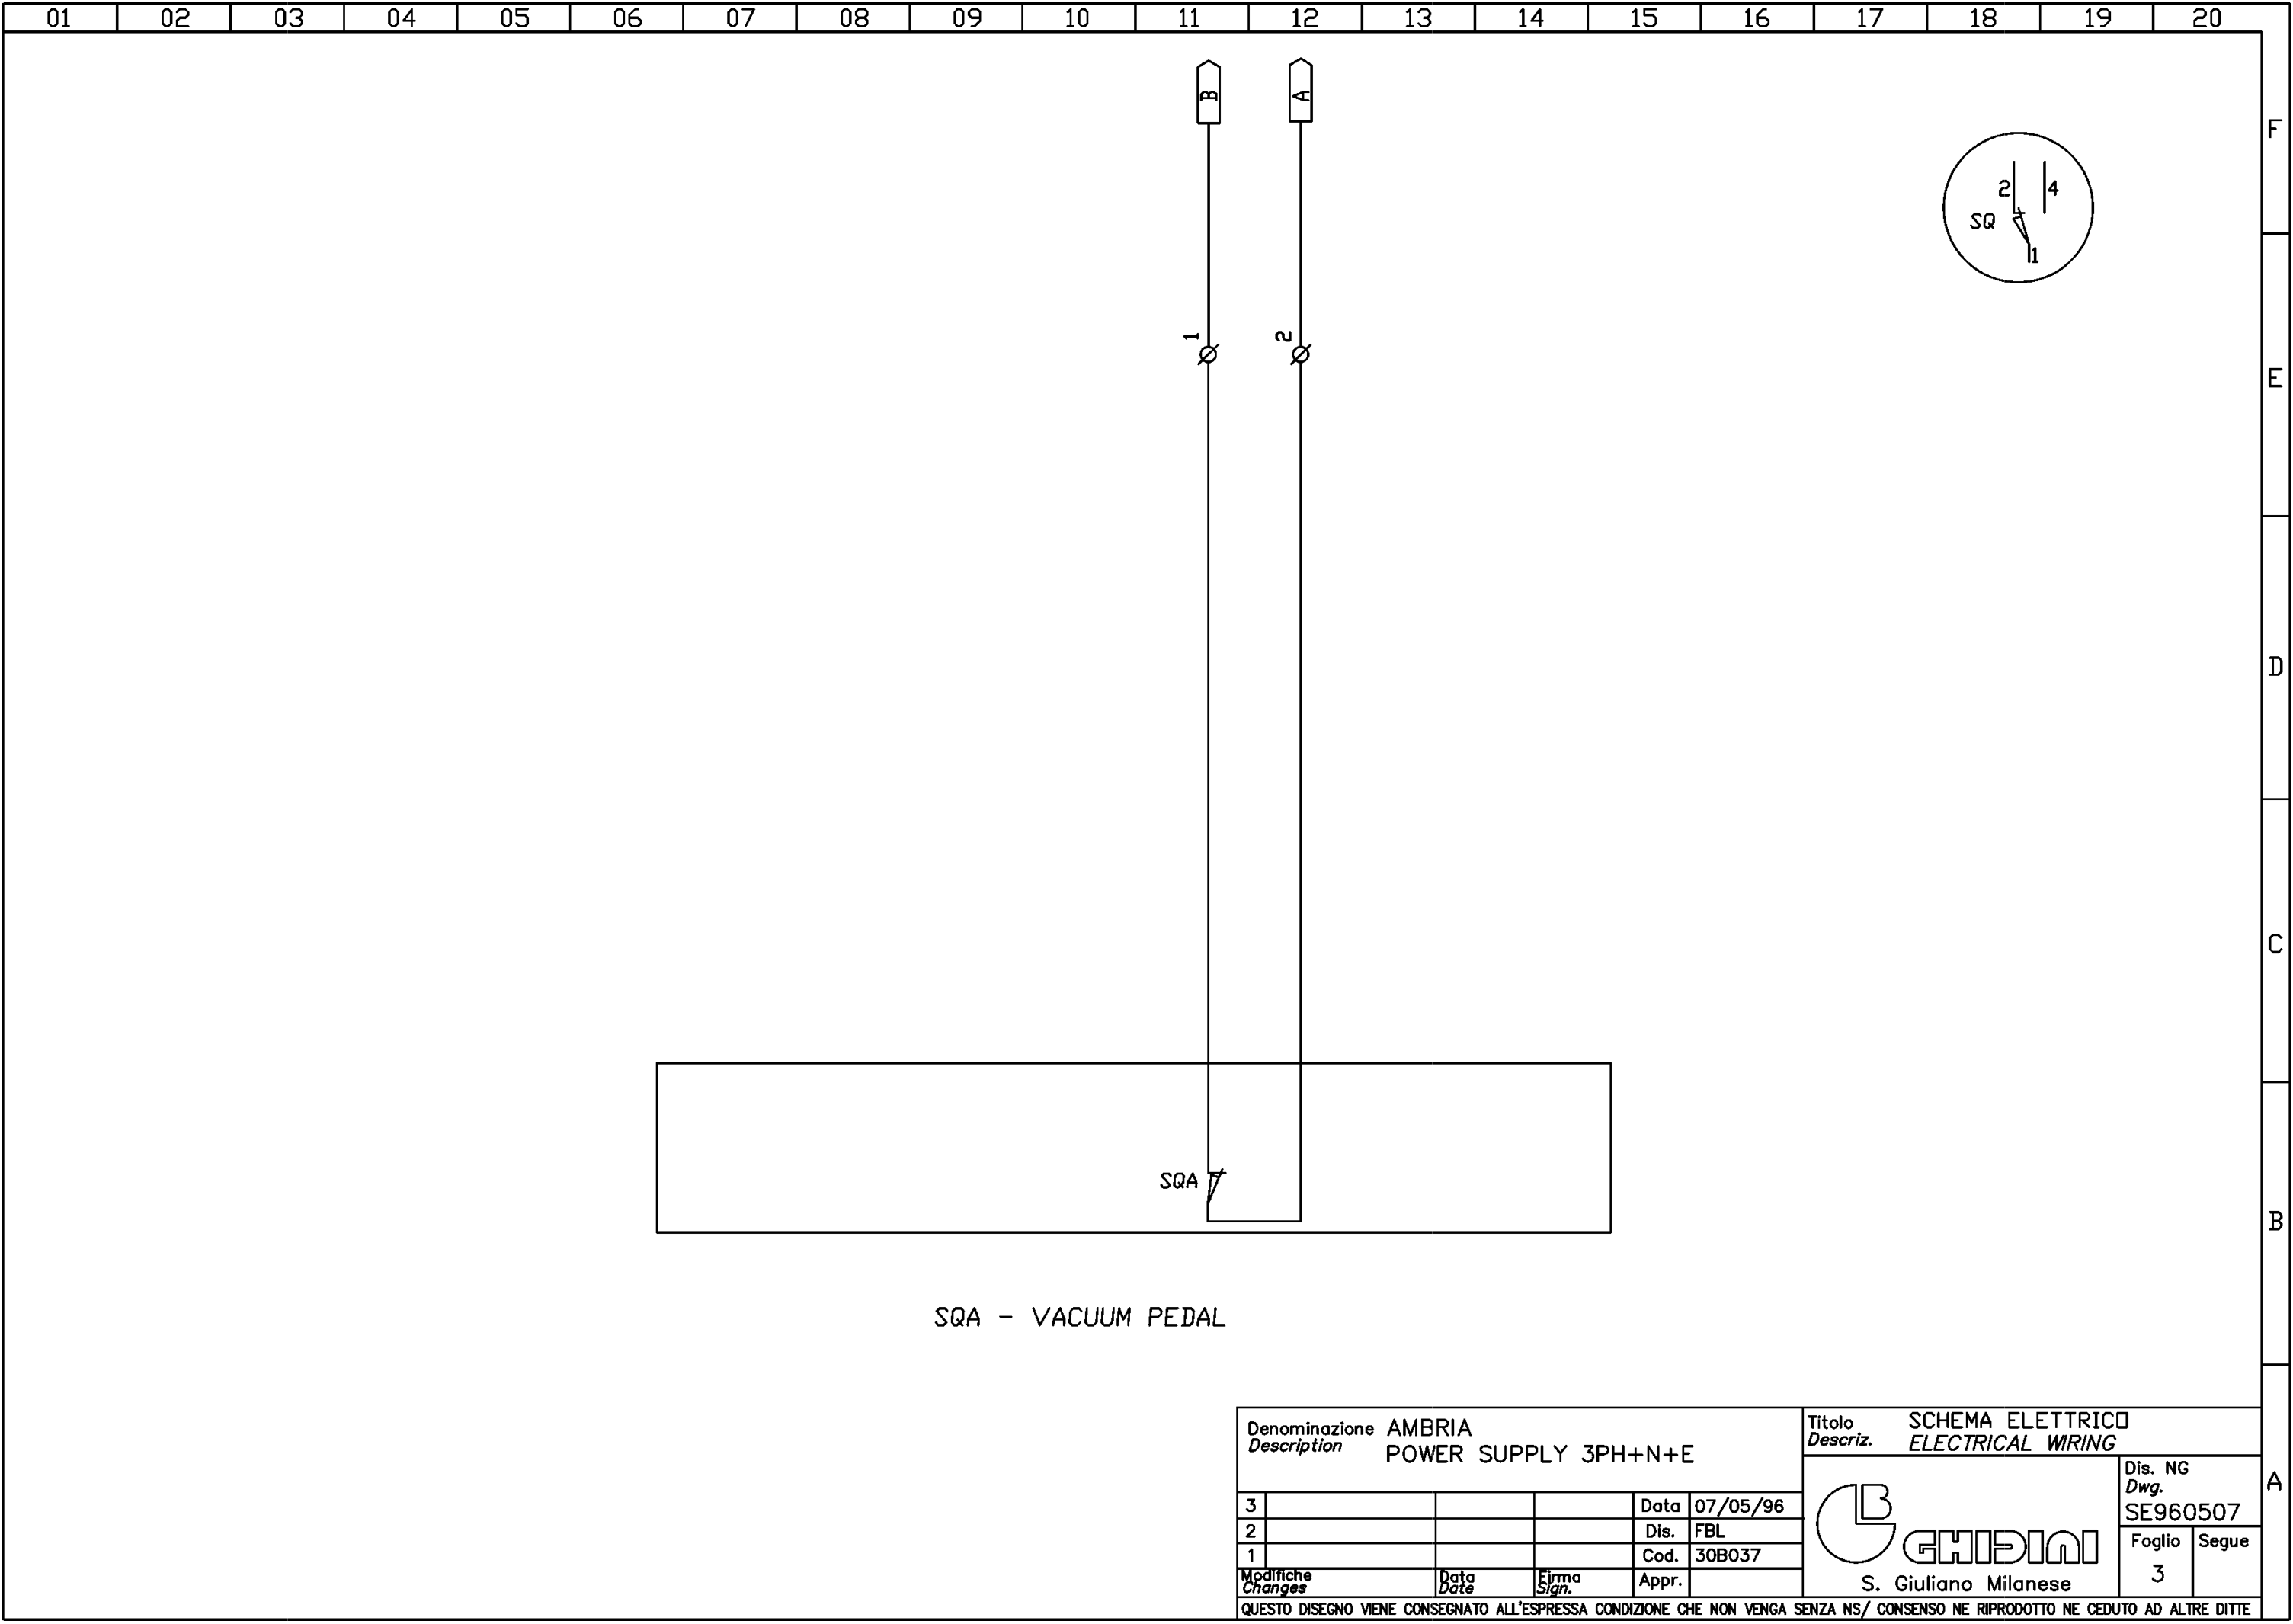 01 02 03 04 05 06 07 08 09 10 11 12 13 14 15 16 17 18 19 20
B A
F
2 4
SQ
1
1 2
E
D
C
SQA
B
SQA - VACUUM PEDAL
Denominazione AMBRIA
Description POWER SUPPLY 3PH+N+E
Titolo SCHEMA ELETTRICO
Descriz. ELECTRICAL WIRING
A
3 Data 07/05/96
2 Dis. FBL
1 Cod. 30B037
Modifiche Data Firma Appr.
Changes Date Sign.
LB GHIDINI
S. Giuliano Milanese
Dis. NG
Dwg.
SE960507
Foglio Segue
3
QUESTO DISEGNO VIENE CONSEGNATO ALL'ESPRESSA CONDIZIONE CHE NON VENGA SENZA NS/ CONSENSO NE RIPRODOTTO NE CEDUTO AD ALTRE DITTE